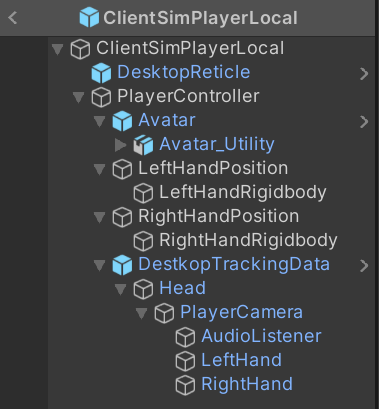 ClientSimPlayerLocal
ClientSimPlayerLocal
DesktopReticle
PlayerController
Avatar
Avatar_Utility
LeftHandPosition
LeftHandRigidbody
RightHandPosition
RightHandRigidbody
DestkopTrackingData
Head
PlayerCamera
AudioListener
LeftHand
RightHand